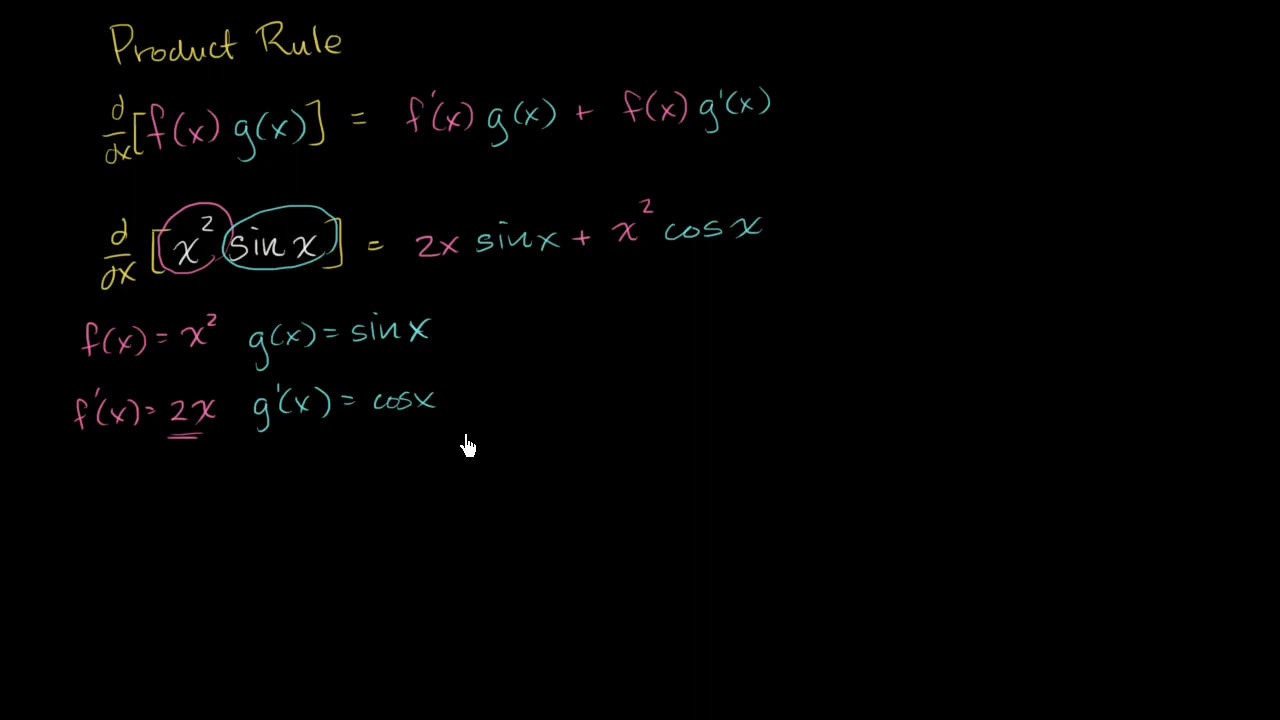 Product Rule
d/dx [f(x) g(x)] = f'(x) g(x) + f(x) g'(x)
d/dx [x² sin x] = 2x sin x + x² cos x
f(x) = x² g(x) = sin x
f'(x) = 2x g'(x) = cos x